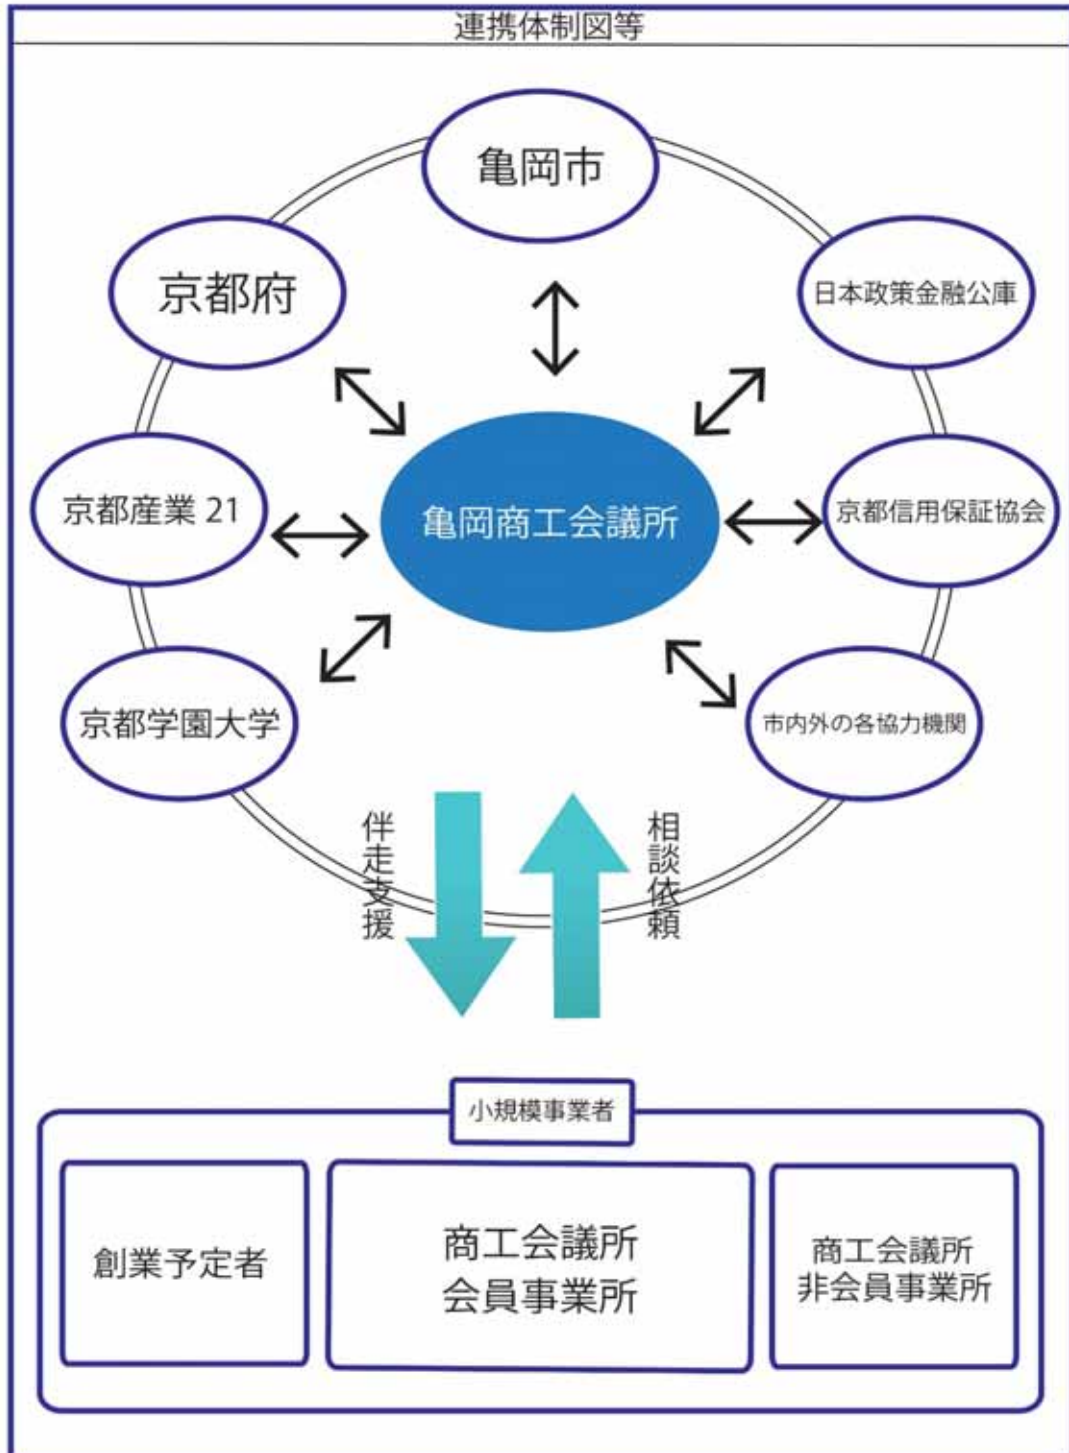 連携体制図等
亀岡市
京都府
日本政策金融公庫
京都産業 21
亀岡商工会議所
京都信用保証協会
京都学園大学
市内外の各協力機関
伴走支援
相談依頼
小規模事業者
創業予定者
商工会議所
会員事業所
商工会議所
非会員事業所